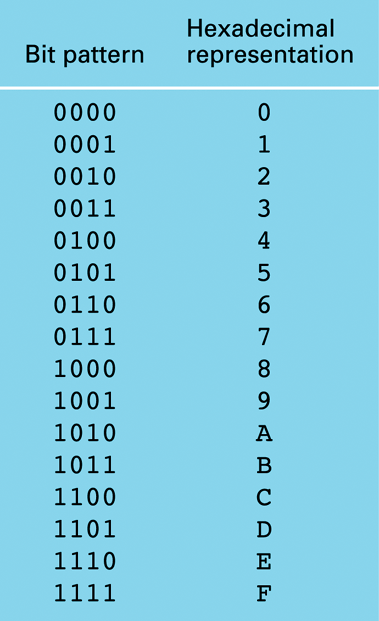 Bit pattern Hexadecimal representation
0000 0
0001 1
0010 2
0011 3
0100 4
0101 5
0110 6
0111 7
1000 8
1001 9
1010 A
1011 B
1100 C
1101 D
1110 E
1111 F